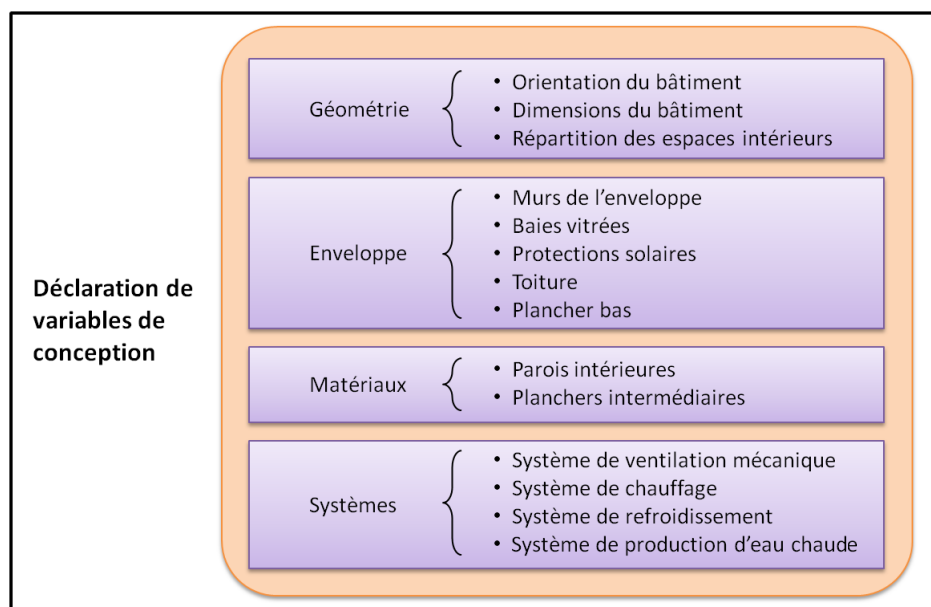 Déclaration de
variables de
conception
Géométrie
• Orientation du bâtiment
• Dimensions du bâtiment
• Répartition des espaces intérieurs
Enveloppe
• Murs de l’enveloppe
• Baies vitrées
• Protections solaires
• Toiture
• Plancher bas
Matériaux
• Parois intérieures
• Planchers intermédiaires
Systèmes
• Système de ventilation mécanique
• Système de chauffage
• Système de refroidissement
• Système de production d’eau chaude